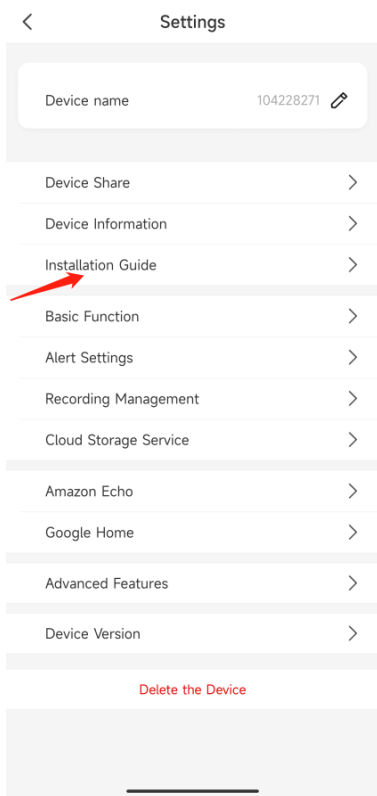 Settings
Device name 104228271
Device Share
Device Information
Installation Guide
Basic Function
Alert Settings
Recording Management
Cloud Storage Service
Amazon Echo
Google Home
Advanced Features
Device Version
Delete the Device